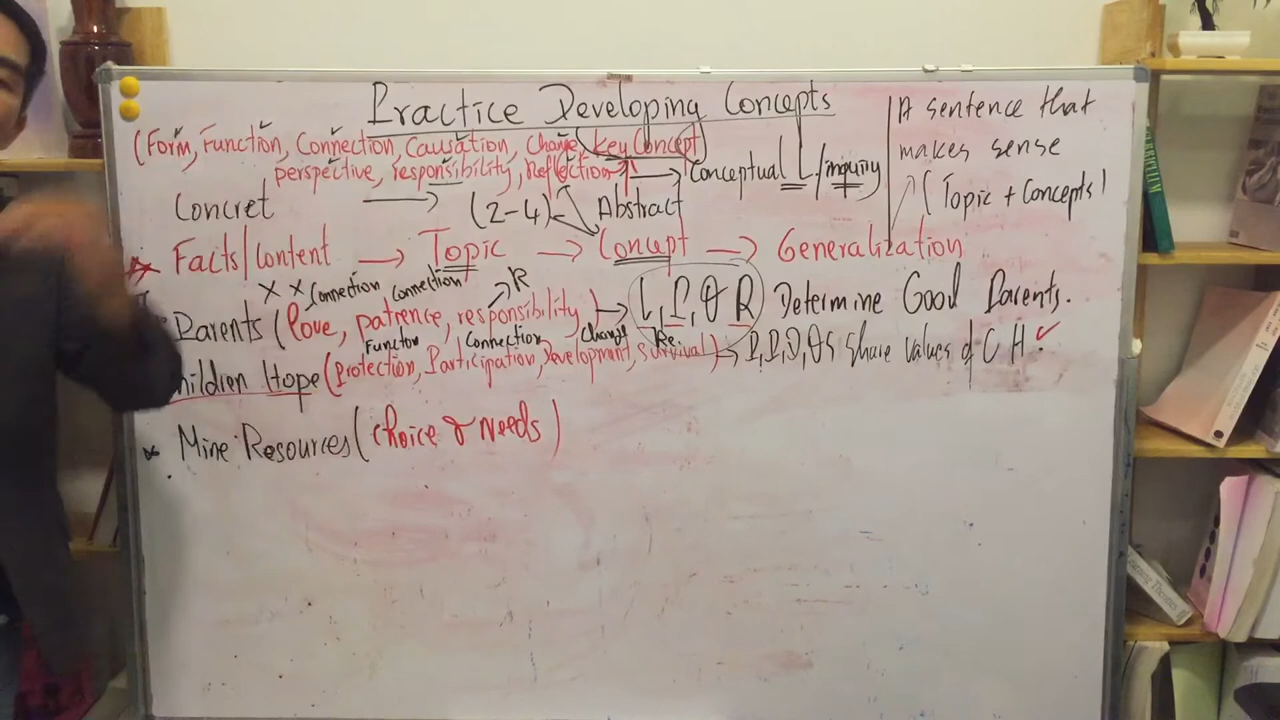 Practice Developing Concepts
(Form, Function, Connection, Causation, Change, Key Concept
perspective, responsibility, Reflection → Conceptual L/inquiry
A sentence that
makes sense
(Topic + Concepts)
Concret → (2-4) Abstract
Facts/Content → Topic → Concept → Generalization
X X Connection Connection R
Parents (love, patrence, responsibility) → L, P, & R Determine Good Parents.
Function Connection Change Re.
Children Hope (Protection, Participation, Development, Survival) → P, P, D, & S share values of C H.
Mine Resources (choice & Needs)